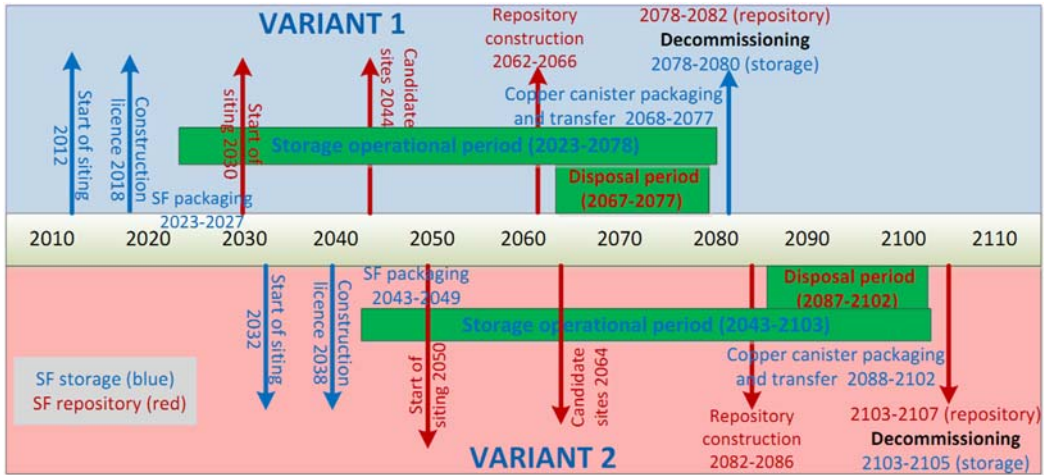 VARIANT 1
Start of siting
2012
Construction
licence 2018
Start of
siting 2030
Candidate
sites 2044
Repository
construction
2062-2066
2078-2082 (repository)
Decommissioning
2078-2080 (storage)
Copper canister packaging
and transfer 2068-2077
Storage operational period (2023-2078)
Disposal period
(2067-2077)
SF packaging
2023-2027
2010 2020 2030 2040 2050 2060 2070 2080 2090 2100 2110
Start of siting
2032
Construction
licence 2038
SF packaging
2043-2049
Disposal period
(2087-2102)
Storage operational period (2043-2103)
Start of
siting 2050
Candidate
sites 2064
Copper canister packaging
and transfer 2088-2102
Repository
construction
2082-2086
2103-2107 (repository)
Decommissioning
2103-2105 (storage)
SF storage (blue)
SF repository (red)
VARIANT 2